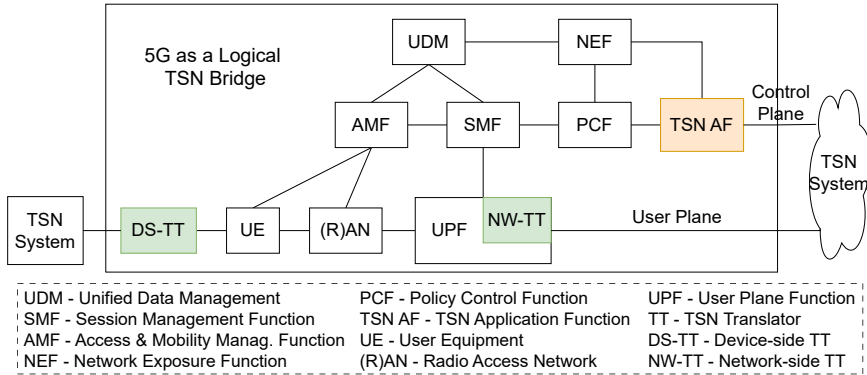 5G as a Logical
TSN Bridge
UDM
NEF
Control
Plane
AMF
SMF
PCF
TSN AF
TSN
System
TSN
System
DS-TT
UE
(R)AN
UPF
NW-TT
User Plane
UDM - Unified Data Management
SMF - Session Management Function
AMF - Access & Mobility Manag. Function
NEF - Network Exposure Function
PCF - Policy Control Function
TSN AF - TSN Application Function
UE - User Equipment
(R)AN - Radio Access Network
UPF - User Plane Function
TT - TSN Translator
DS-TT - Device-side TT
NW-TT - Network-side TT